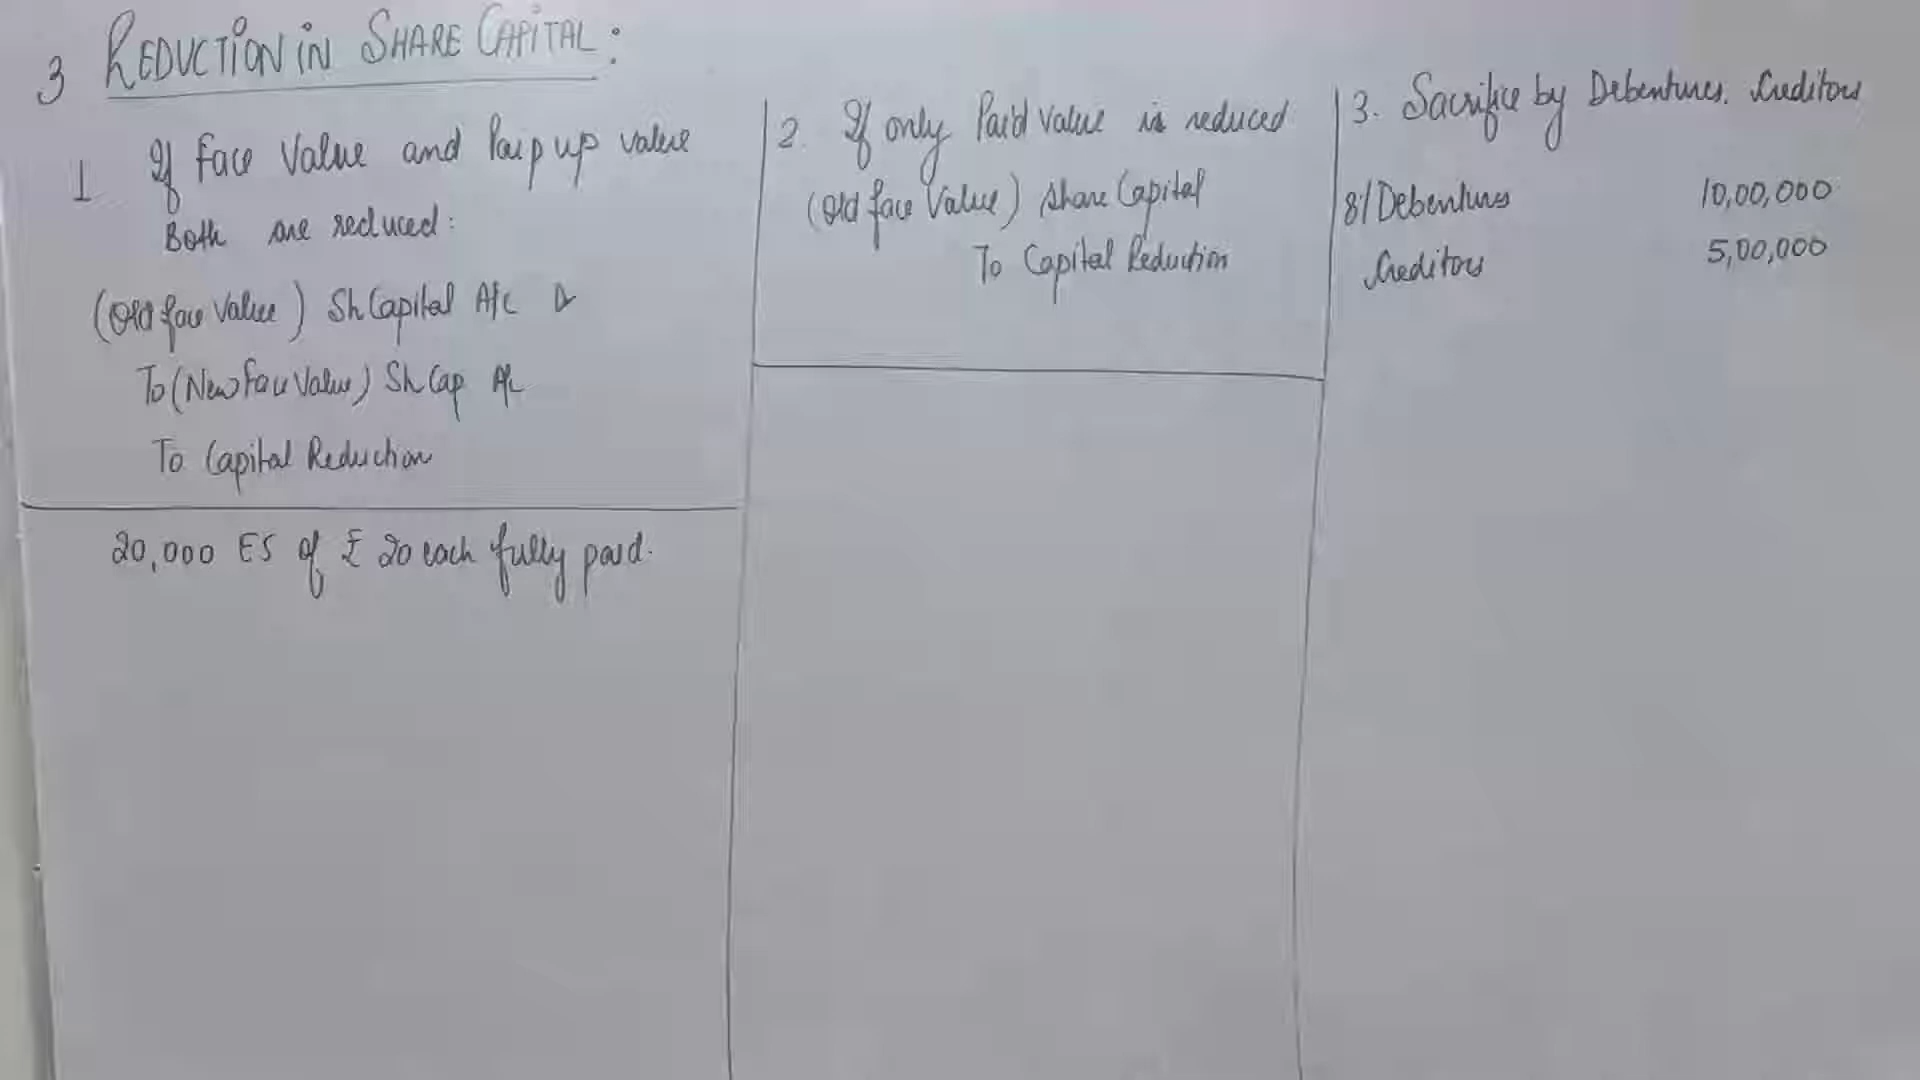 3 REDUCTION IN SHARE CAPITAL:
1 If Face Value and Paip up value
Both are reduced:
(Old face Value) Sh Capital A/c Dr
To (New Face Value) Sh Cap A/c
To Capital Reduction
20,000 ES of ₹ 20 each fully paid.
2. If only Paid Value is reduced
(Old face Value) Share Capital
To Capital Reduction
3. Sacrifice by Debentures, Creditors
8% Debentures 10,00,000
Creditors 5,00,000